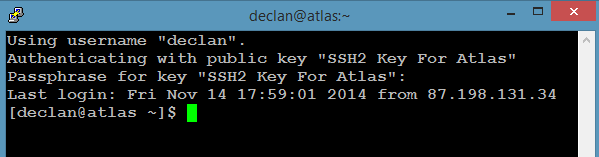 declan@atlas:~
Using username "declan".
Authenticating with public key "SSH2 Key For Atlas"
Passphrase for key "SSH2 Key For Atlas":
Last login: Fri Nov 14 17:59:01 2014 from 87.198.131.34
[declan@atlas ~]$